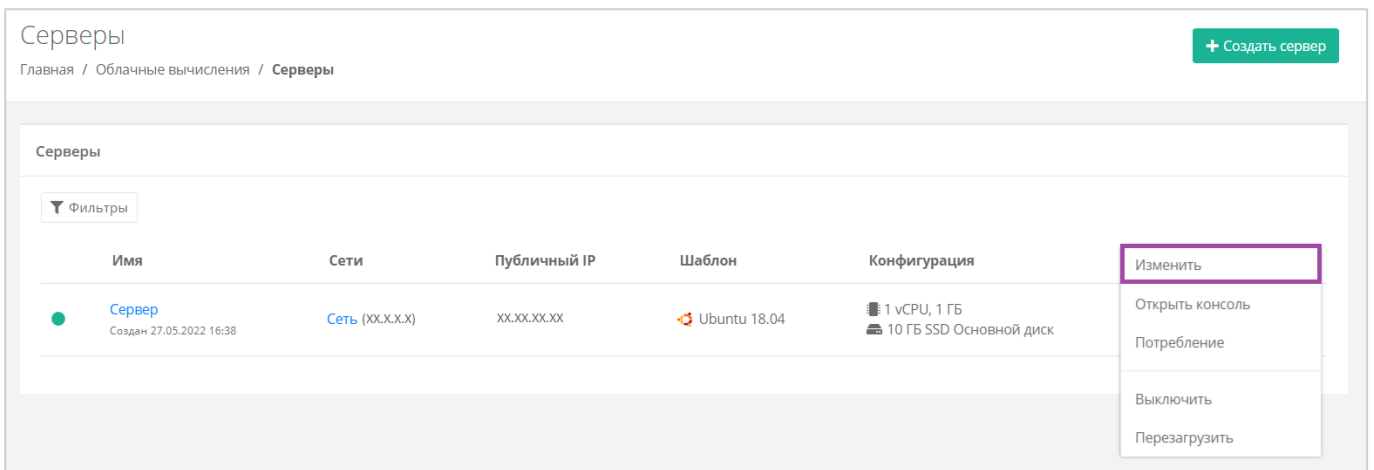 Серверы
+ Создать сервер
Главная / Облачные вычисления / Серверы
Серверы
Фильтры
Имя Сети Публичный IP Шаблон Конфигурация
Изменить
Сервер
Создан 27.05.2022 16:38
Сеть (XX.X.X.X)
XX.XX.XX.XX
Ubuntu 18.04
1 vCPU, 1 ГБ
10 ГБ SSD Основной диск
Открыть консоль
Потребление
Выключить
Перезагрузить